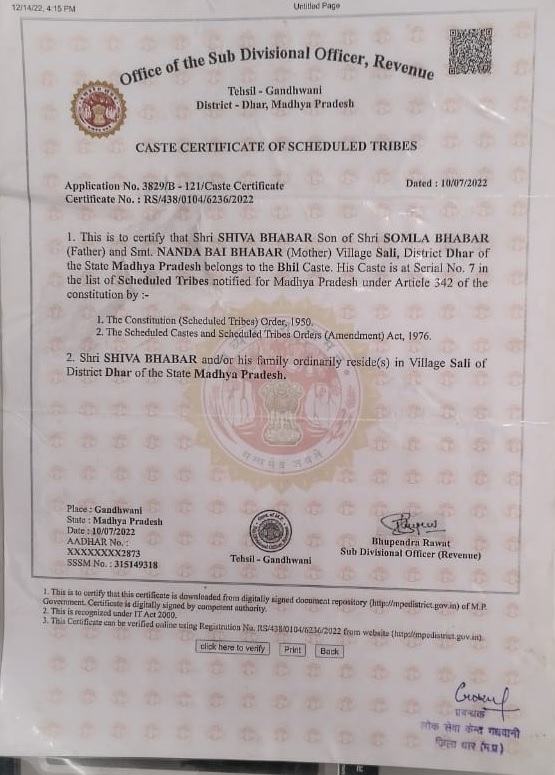 12/14/22, 4:15 PM
Untitled Page
Office of the Sub Divisional Officer, Revenue
Tehsil - Gandhwani
District - Dhar, Madhya Pradesh
CASTE CERTIFICATE OF SCHEDULED TRIBES
Application No. 3829/B - 121/Caste Certificate
Dated : 10/07/2022
Certificate No. : RS/438/0104/6236/2022
1. This is to certify that Shri SHIVA BHABAR Son of Shri SOMLA BHABAR
(Father) and Smt. NANDA BAI BHABAR (Mother) Village Sali, District Dhar of
the State Madhya Pradesh belongs to the Bhil Caste. His Caste is at Serial No. 7 in
the list of Scheduled Tribes notified for Madhya Pradesh under Article 342 of the
constitution by :-
1. The Constitution (Scheduled Tribes) Order, 1950.
2. The Scheduled Castes and Scheduled Tribes Orders (Amendment) Act, 1976.
2. Shri SHIVA BHABAR and/or his family ordinarily reside(s) in Village Sali of
District Dhar of the State Madhya Pradesh.
सत्यमेव जयते
Place : Gandhwani
State : Madhya Pradesh
Date : 10/07/2022
AADHAR No. :
XXXXXXXX2873
SSSM No. : 315149318
Tehsil - Gandhwani
Bhupendra Rawat
Sub Divisional Officer (Revenue)
1. This is to certify that this certificate is downloaded from digitally signed document repository (http://mpedistrict.gov.in) of M.P.
Government. Certificate is digitally signed by competent authority.
2. This is recognized under IT Act 2000.
3. This Certificate can be verified online using Registration No. RS/438/0104/6236/2022 from website (http://mpedistrict.gov.in).
click here to verify
Print
Back
प्रबन्धक
लोक सेवा केन्द्र गंधवानी
जिला धार (म.प्र)